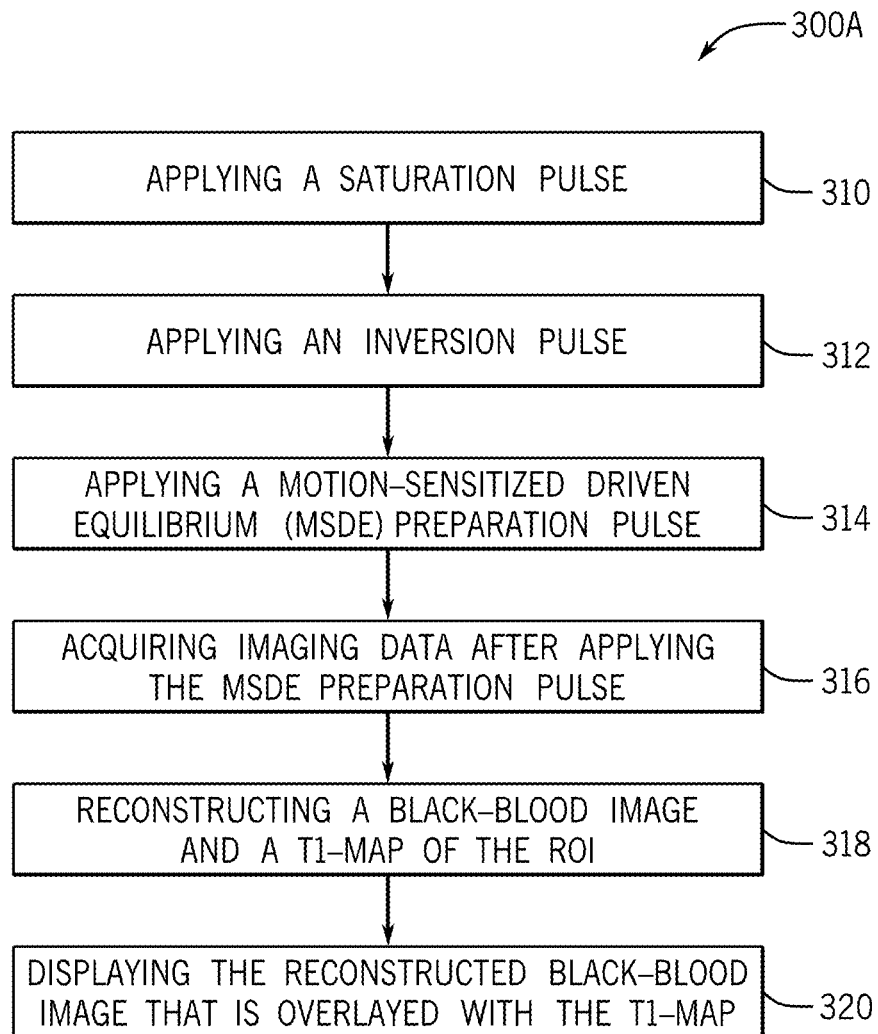 300A
APPLYING A SATURATION PULSE
310
APPLYING AN INVERSION PULSE
312
APPLYING A MOTION-SENSITIZED DRIVEN
EQUILIBRIUM (MSDE) PREPARATION PULSE
314
ACQUIRING IMAGING DATA AFTER APPLYING
THE MSDE PREPARATION PULSE
316
RECONSTRUCTING A BLACK-BLOOD IMAGE
AND A T1-MAP OF THE ROI
318
DISPLAYING THE RECONSTRUCTED BLACK-BLOOD
IMAGE THAT IS OVERLAYED WITH THE T1-MAP
320